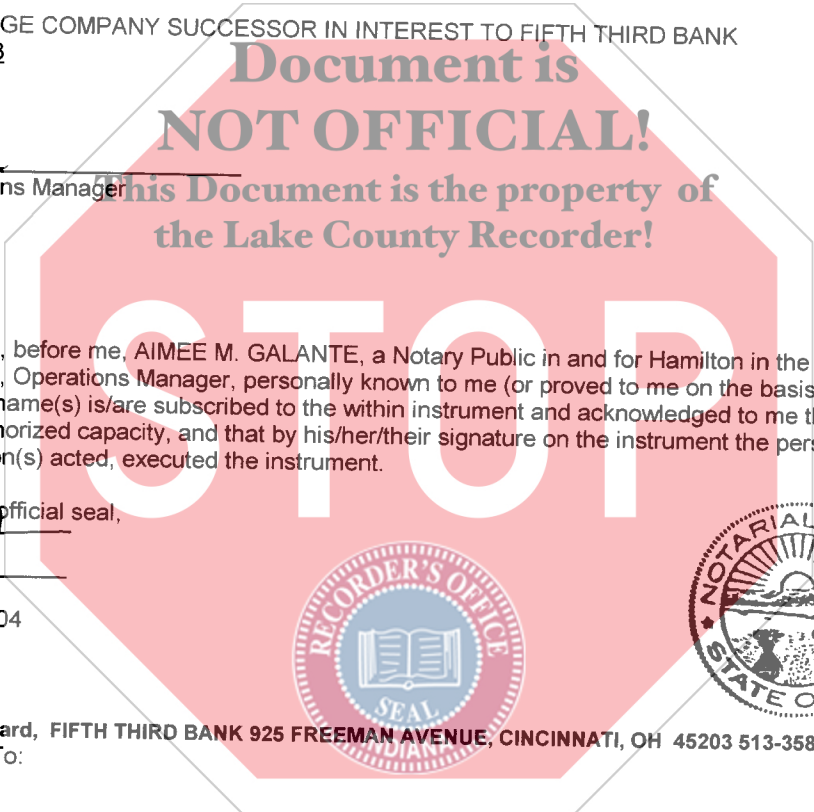 GE COMPANY SUCCESSOR IN INTEREST TO FIFTH THIRD BANK
Document is
NOT OFFICIAL!
ns Manager
This Document is the property of
the Lake County Recorder!
STOP
, before me, AIMEE M. GALANTE, a Notary Public in and for Hamilton in the
, Operations Manager, personally known to me (or proved to me on the basis
name(s) is/are subscribed to the within instrument and acknowledged to me
horized capacity, and that by his/her/their signature on the instrument the
n(s) acted, executed the instrument.
official seal,
NOTARIAL
STATE O
RECORDER'S OFFICE
SEAL
INDIANA
04
ard, FIFTH THIRD BANK 925 FREEMAN AVENUE, CINCINNATI, OH 45203 513-358
o: